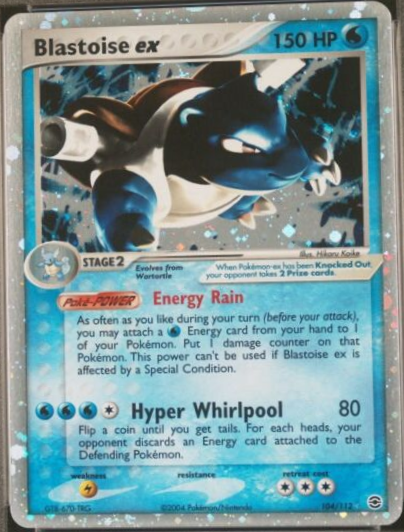 Blastoise ex 150 HP
Illus. Hikaru Koike
STAGE2 Evolves from
Wartortle
When Pokémon-ex has been Knocked Out,
your opponent takes 2 Prize cards.
Poké-POWER Energy Rain
As often as you like during your turn (before your attack),
you may attach a Energy card from your hand to 1
of your Pokémon. Put 1 damage counter on that
Pokémon. This power can't be used if Blastoise ex is
affected by a Special Condition.
Hyper Whirlpool 80
Flip a coin until you get tails. For each heads, your
opponent discards an Energy card attached to the
Defending Pokémon.
weakness resistance retreat cost
©2004 Pokémon/Nintendo 104/112